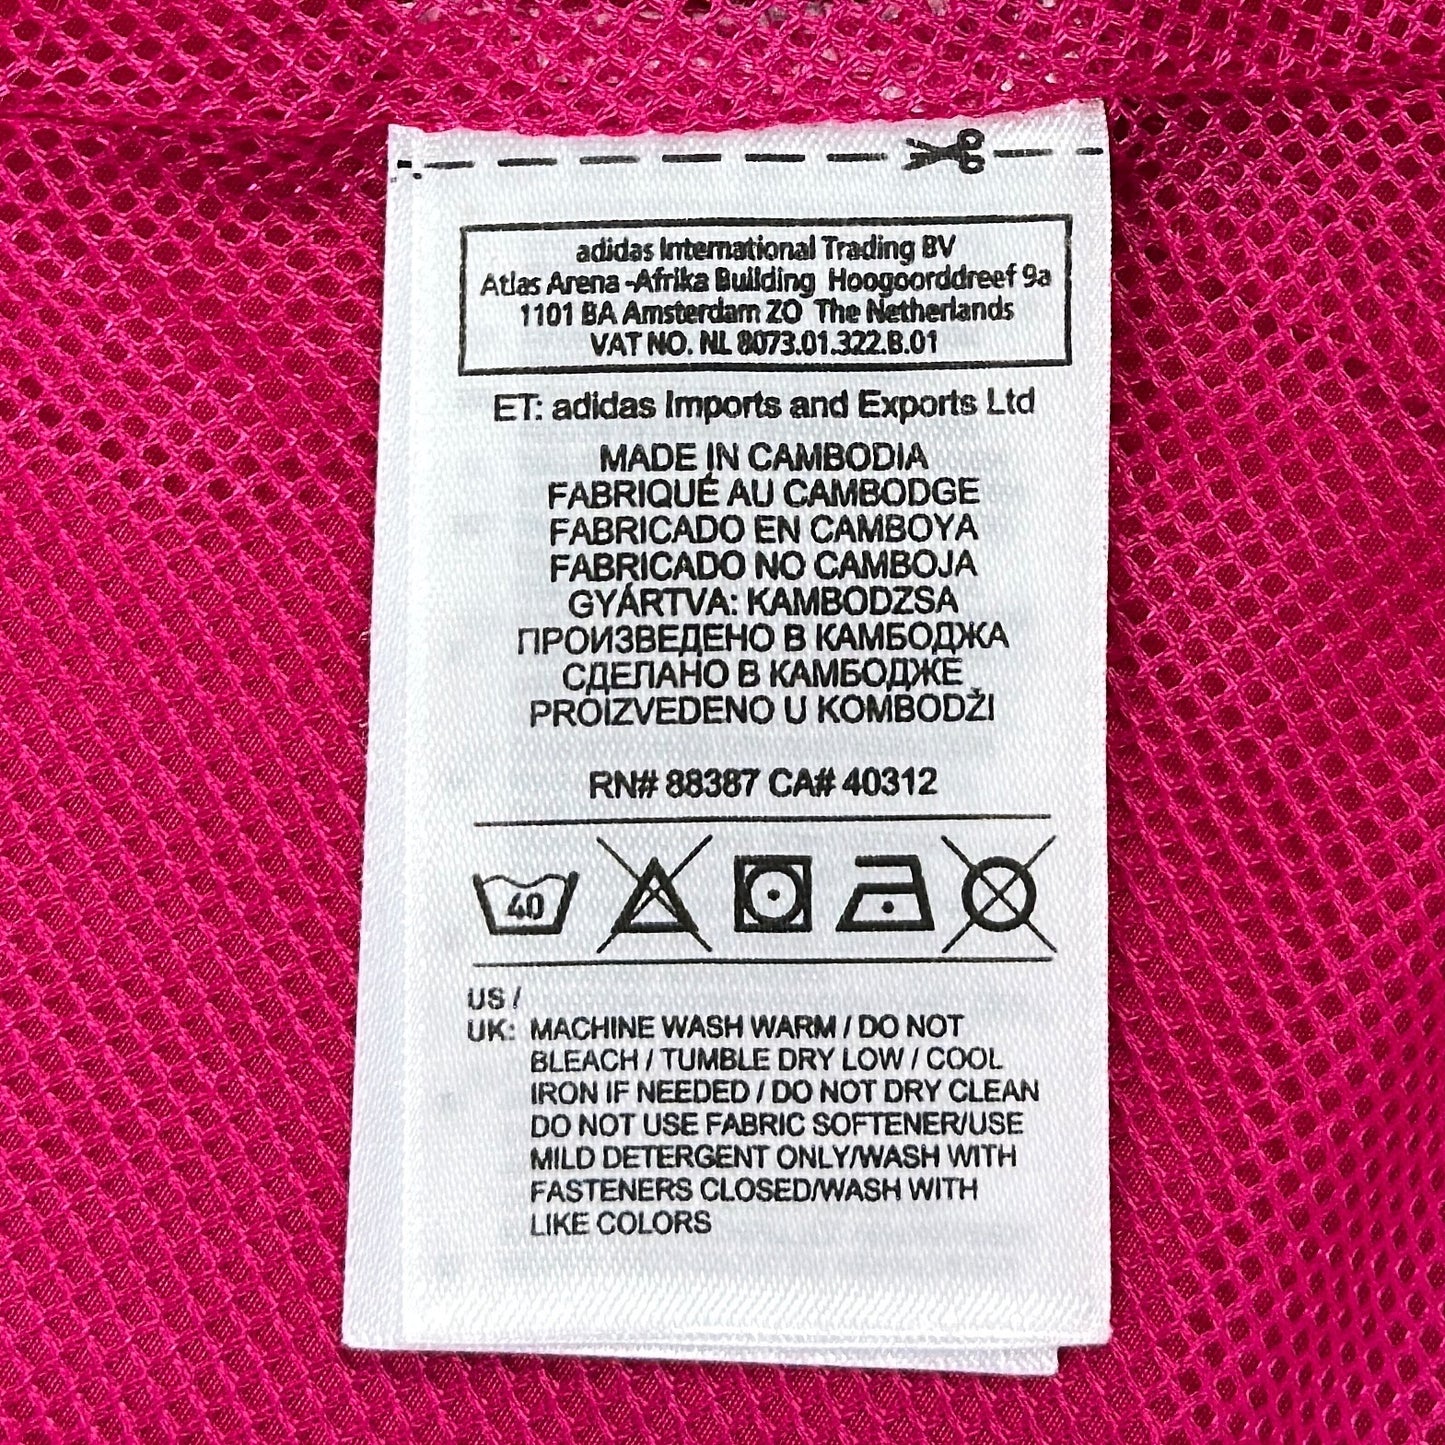 adidas International Trading BV
Atlas Arena -Afrika Building Hoogoorddreef 9a
1101 BA Amsterdam ZO The Netherlands
VAT NO. NL 8073.01.322.B.01
ET: adidas Imports and Exports Ltd
MADE IN CAMBODIA
FABRIQUÉ AU CAMBODGE
FABRICADO EN CAMBOYA
FABRICADO NO CAMBOJA
GYÁRTVA: KAMBODZSA
ПРОИЗВЕДЕНО В КАМБОДЖА
СДЕЛАНО В КАМБОДЖЕ
PROIZVEDENO U KOMBODŽI
RN# 88387 CA# 40312
40
US /
UK: MACHINE WASH WARM / DO NOT
BLEACH / TUMBLE DRY LOW / COOL
IRON IF NEEDED / DO NOT DRY CLEAN
DO NOT USE FABRIC SOFTENER/USE
MILD DETERGENT ONLY/WASH WITH
FASTENERS CLOSED/WASH WITH
LIKE COLORS